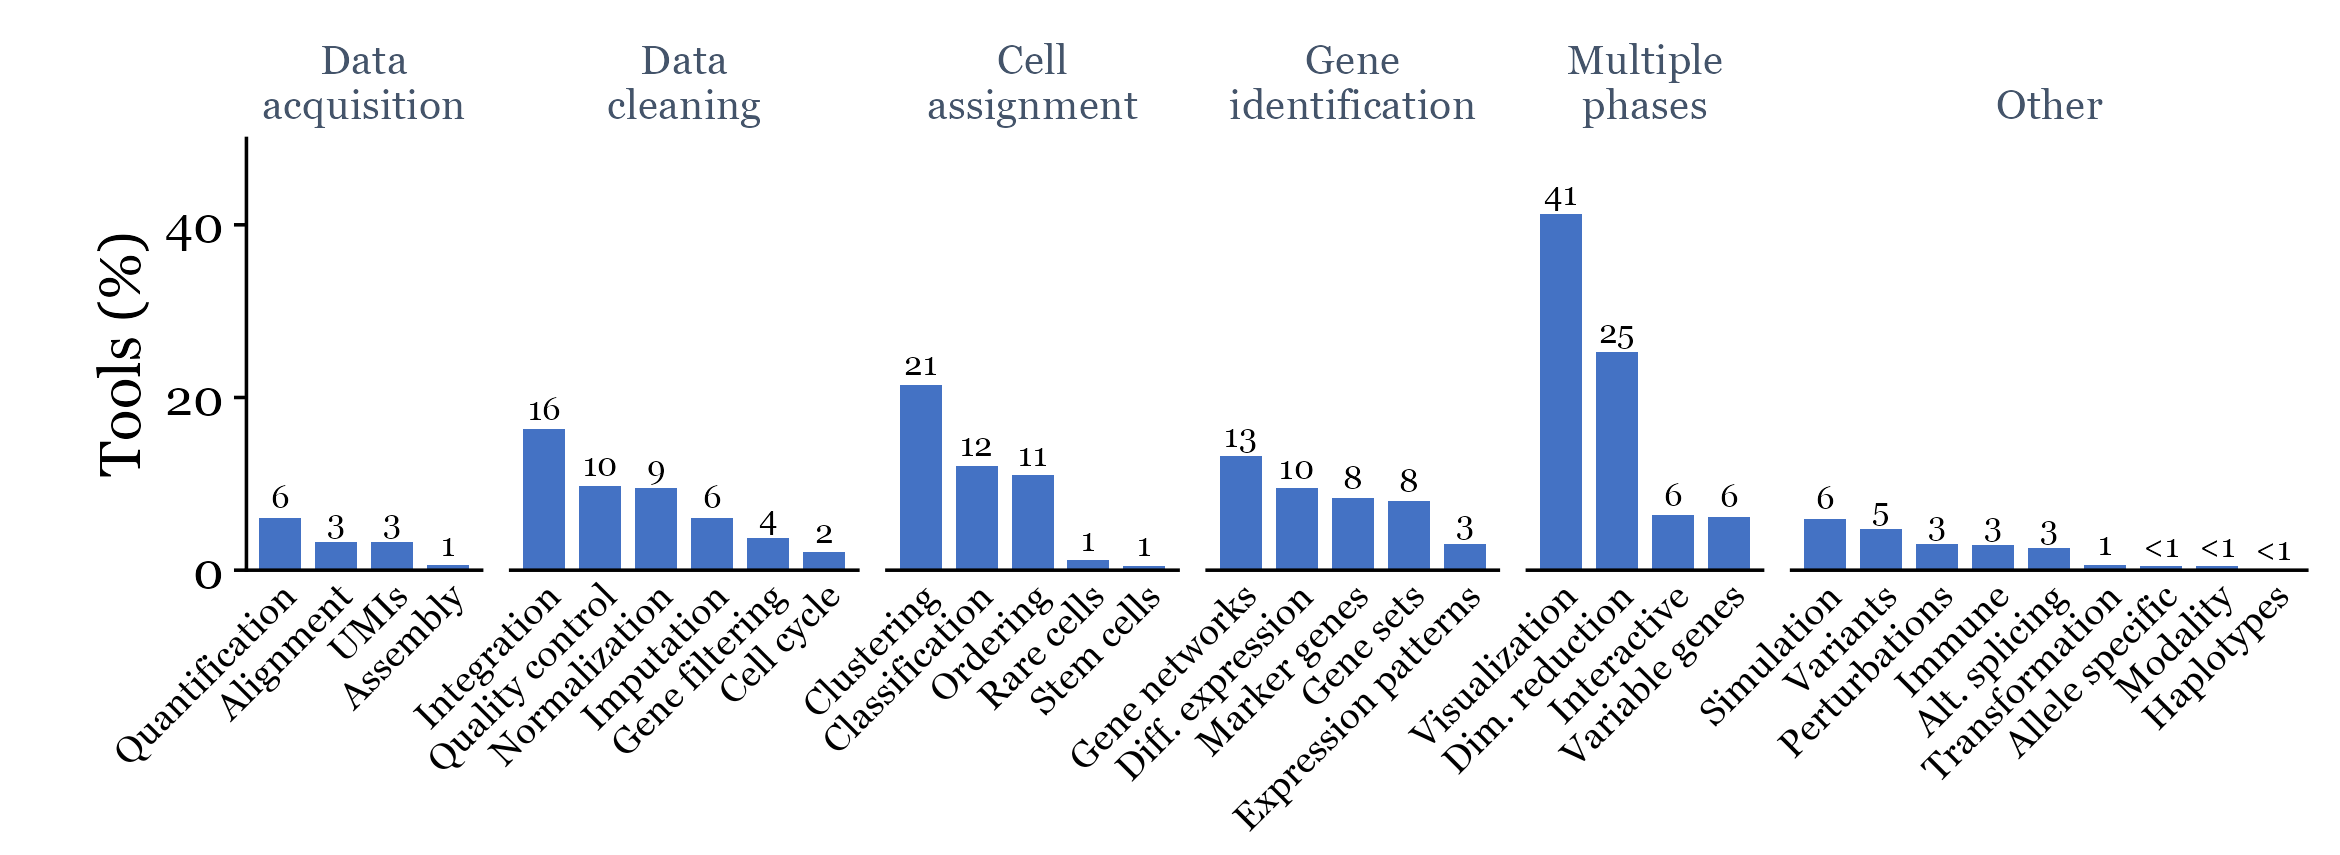 Data
acquisition
Data
cleaning
Cell
assignment
Gene
identification
Multiple
phases
Other
Tools (%)
40
20
0
6
3
3
1
16
10
9
6
4
2
21
12
11
1
1
13
10
8
8
3
41
25
6
6
6
5
3
3
3
1
<1
<1
<1
Quantification
Alignment
UMIs
Assembly
Integration
Quality control
Normalization
Imputation
Gene filtering
Cell cycle
Clustering
Classification
Ordering
Rare cells
Stem cells
Gene networks
Diff. expression
Marker genes
Gene sets
Expression patterns
Visualization
Dim. reduction
Interactive
Variable genes
Simulation
Variants
Perturbations
Immune
Alt. splicing
Transformation
Allele specific
Modality
Haplotypes